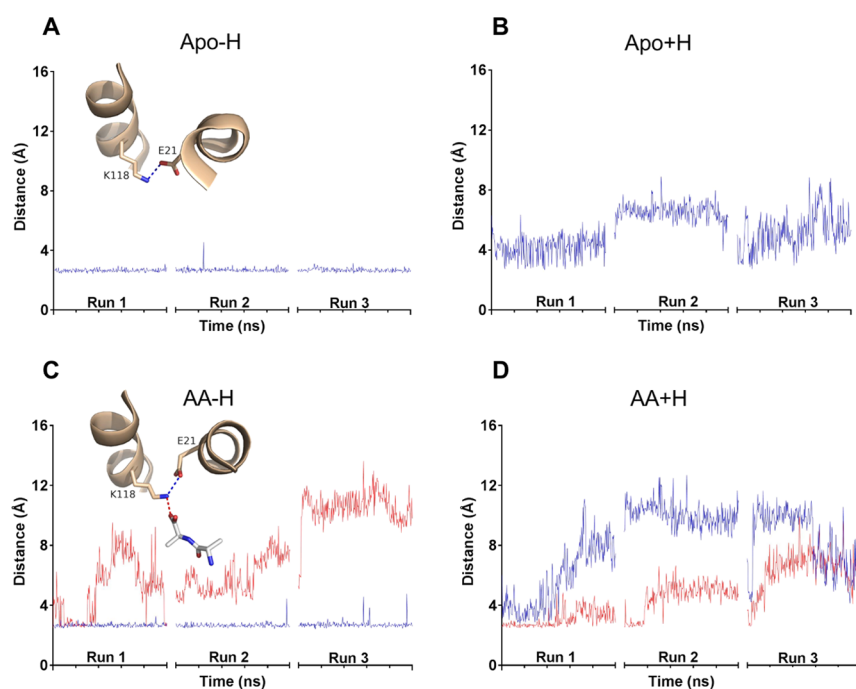 A
Apo-H
16
12
8
4
0
Distance (Å)
K118
E21
Run 1
Run 2
Run 3
Time (ns)
B
Apo+H
16
12
8
4
0
Distance (Å)
Run 1
Run 2
Run 3
Time (ns)
C
AA-H
16
12
8
4
0
Distance (Å)
E21
K118
Run 1
Run 2
Run 3
Time (ns)
D
AA+H
16
12
8
4
0
Distance (Å)
Run 1
Run 2
Run 3
Time (ns)